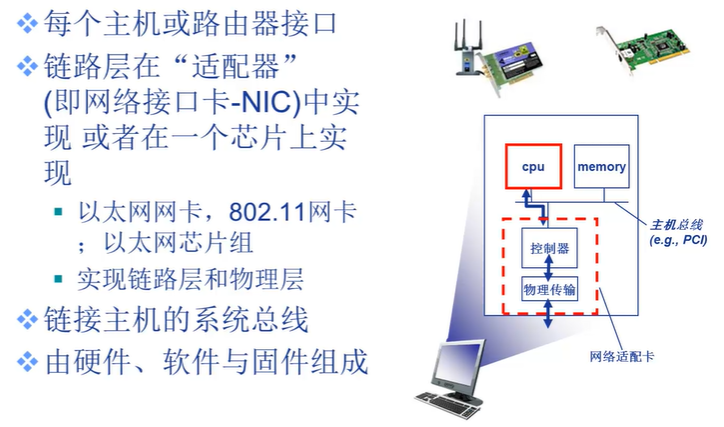 每个主机或路由器接口
链路层在“适配器”
(即网络接口卡-NIC)中实
现 或者在一个芯片上实
现
以太网网卡，802.11网卡
；以太网芯片组
实现链路层和物理层
链接主机的系统总线
由硬件、软件与固件组成
cpu
memory
主机总线
(e.g., PCI)
控制器
物理传输
网络适配卡